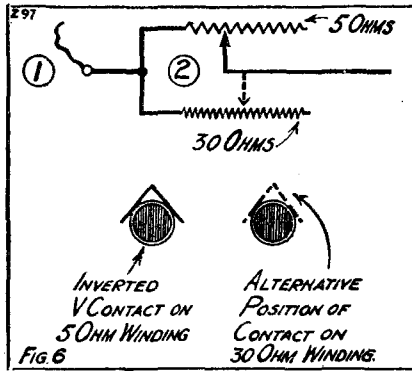 Z97
5 OHMS
1
2
30 OHMS
INVERTED
V CONTACT ON
5 OHM WINDING
ALTERNATIVE
POSITION OF
CONTACT ON
30 OHM WINDING.
FIG. 6